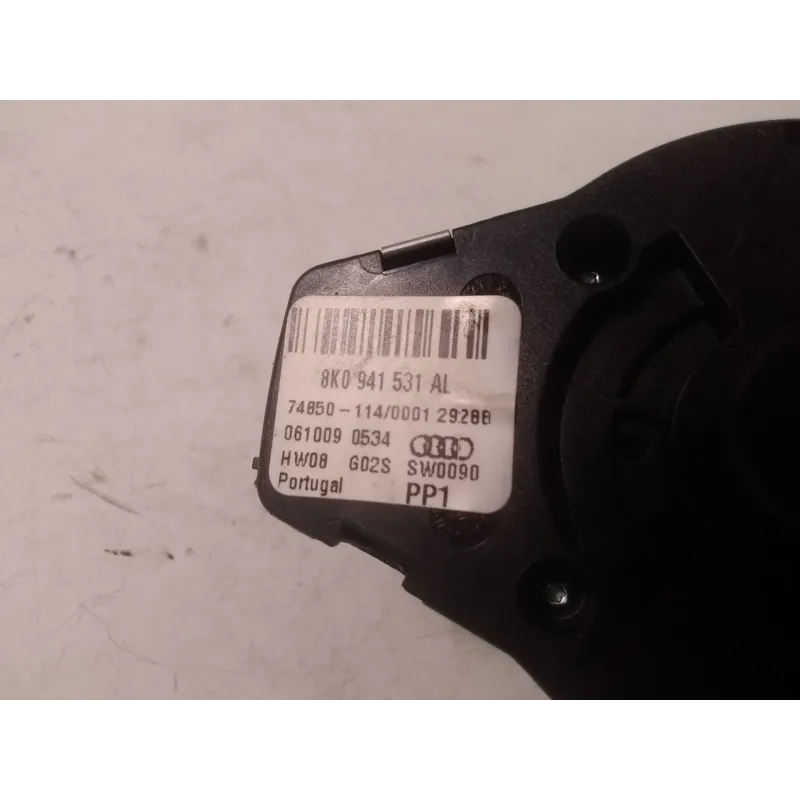 8K0 941 531 AL
74850-114/0001 29288
061009 0534
HW08 G02S SW0090
Portugal PP1